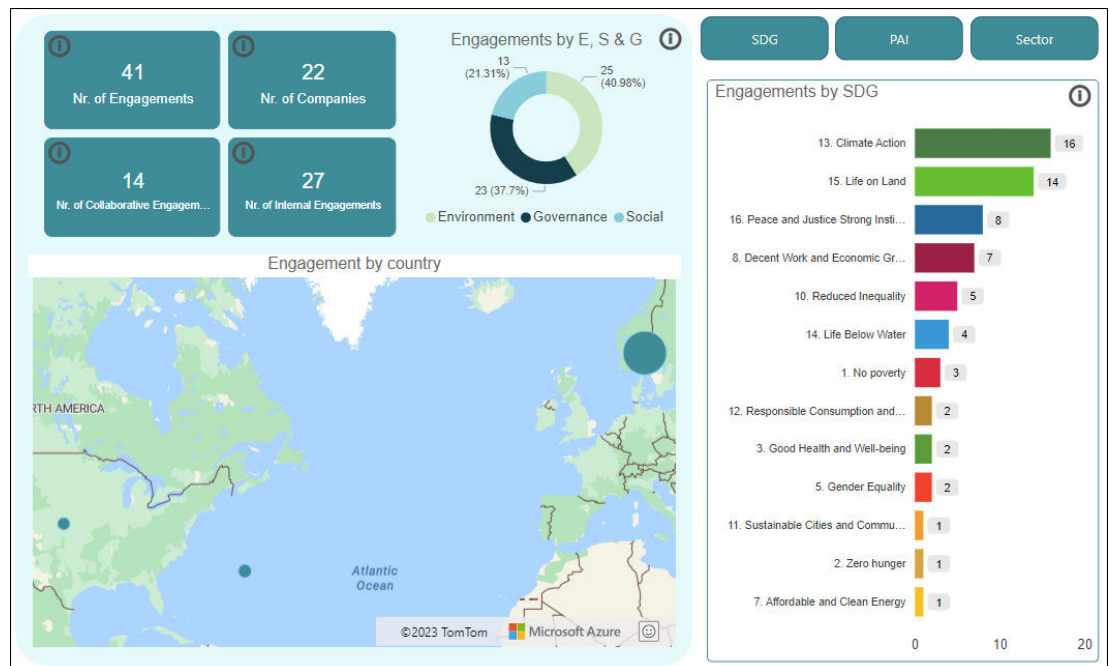 41
Nr. of Engagements
22
Nr. of Companies
14
Nr. of Collaborative Engagem...
27
Nr. of Internal Engagements
Engagements by E, S & G
13
(21.31%)
25
(40.98%)
23 (37.7%)
Environment Governance Social
SDG
PAI
Sector
Engagement by country
RTH AMERICA
Atlantic
Ocean
©2023 TomTom Microsoft Azure
Engagements by SDG
13. Climate Action 16
15. Life on Land 14
16. Peace and Justice Strong Insti... 8
8. Decent Work and Economic Gr... 7
10. Reduced Inequality 5
14. Life Below Water 4
1. No poverty 3
12. Responsible Consumption and... 2
3. Good Health and Well-being 2
5. Gender Equality 2
11. Sustainable Cities and Commu... 1
2. Zero hunger 1
7. Affordable and Clean Energy 1
0 10 20